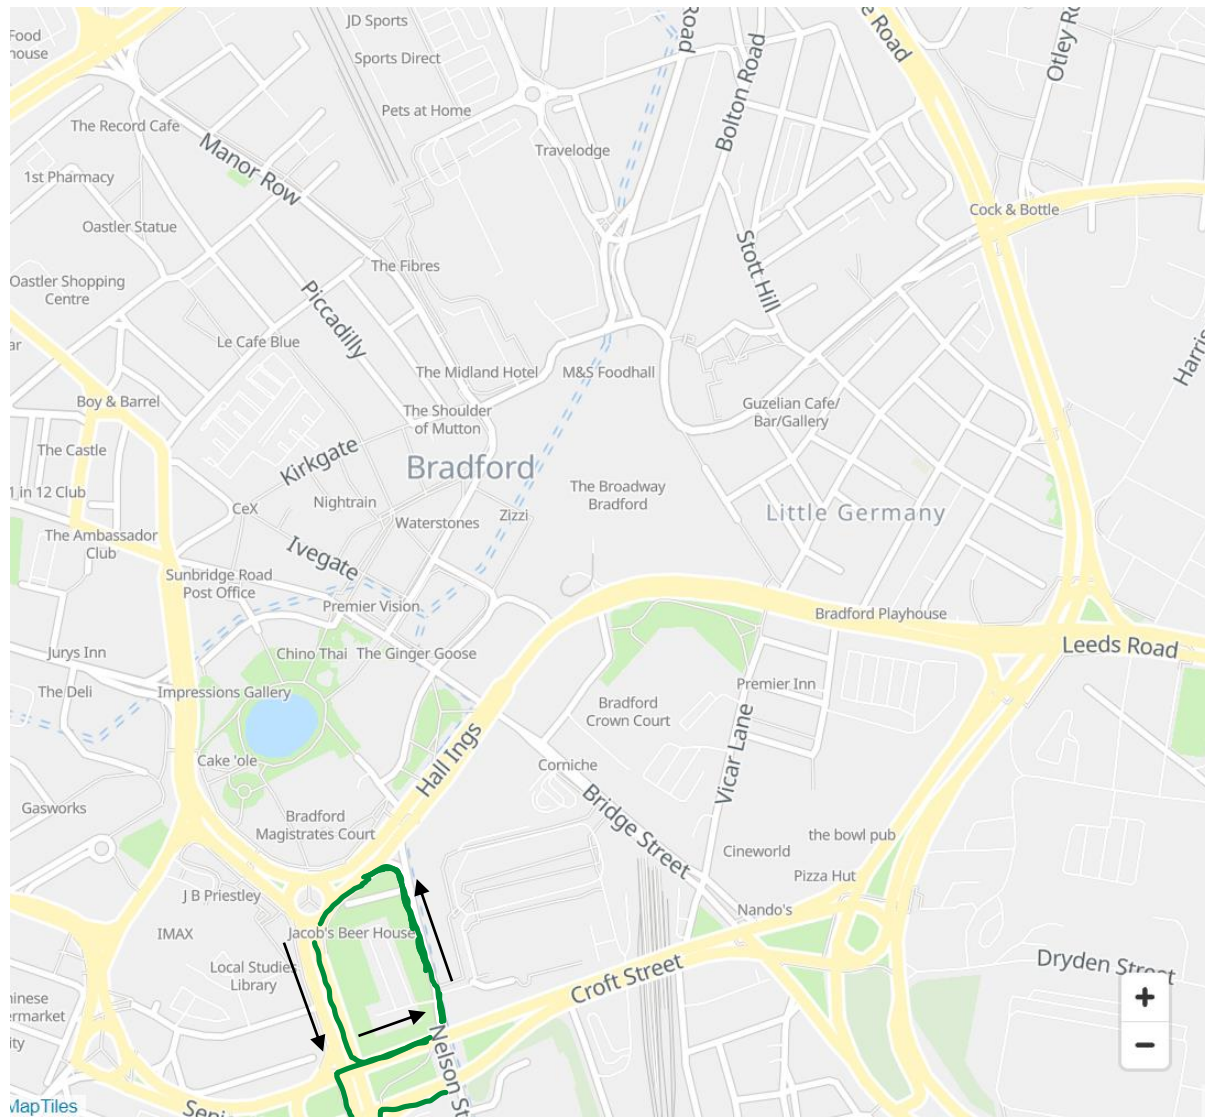 Food
house
JD Sports
Sports Direct
Pets at Home
Road
Bolton Road
e Road
Otley Ro
The Record Cafe
Manor Row
Travelodge
1st Pharmacy
Cock & Bottle
Oastler Statue
Stott Hill
The Fibres
Oastler Shopping
Centre
Piccadilly
Harris
Le Cafe Blue
ar
The Midland Hotel
M&S Foodhall
Boy & Barrel
The Shoulder
of Mutton
Guzelian Cafe/
Bar/Gallery
The Castle
Kirkgate
Bradford
1 in 12 Club
Nightrain
The Broadway
Bradford
CeX
Waterstones
Zizzi
Little Germany
The Ambassador
Club
Ivegate
Sunbridge Road
Post Office
Premier Vision
Bradford Playhouse
Leeds Road
Jurys Inn
Chino Thai
The Ginger Goose
The Deli
Impressions Gallery
Premier Inn
Bradford
Crown Court
Hall Ings
Vicar Lane
Cake 'ole
Corniche
Gasworks
Bradford
Magistrates Court
Bridge Street
the bowl pub
Cineworld
Pizza Hut
J B Priestley
Nando's
IMAX
Jacob's Beer House
Local Studies
Library
Croft Street
Dryden Street
hinese
ermarket
ity
+
−
Nelson St
MapTiles